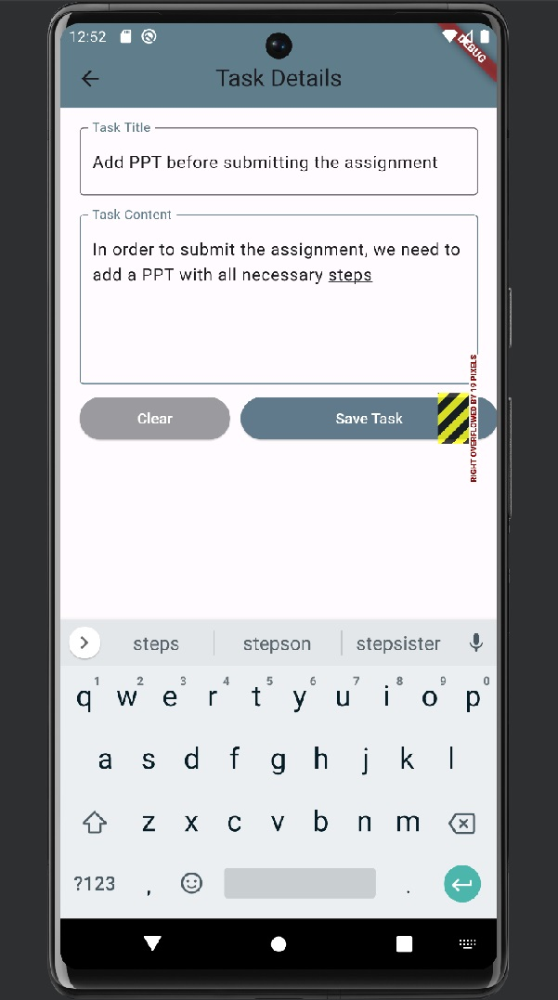 12:52
DEBUG
Task Details
Task Title
Add PPT before submitting the assignment
Task Content
In order to submit the assignment, we need to
add a PPT with all necessary steps
Clear
Save Task
RIGHT OVERFLOWED BY 19 PIXELS
steps stepson stepsister
1 2 3 4 5 6 7 8 9 0
q w e r t y u i o p
a s d f g h j k l
z x c v b n m
?123 , .